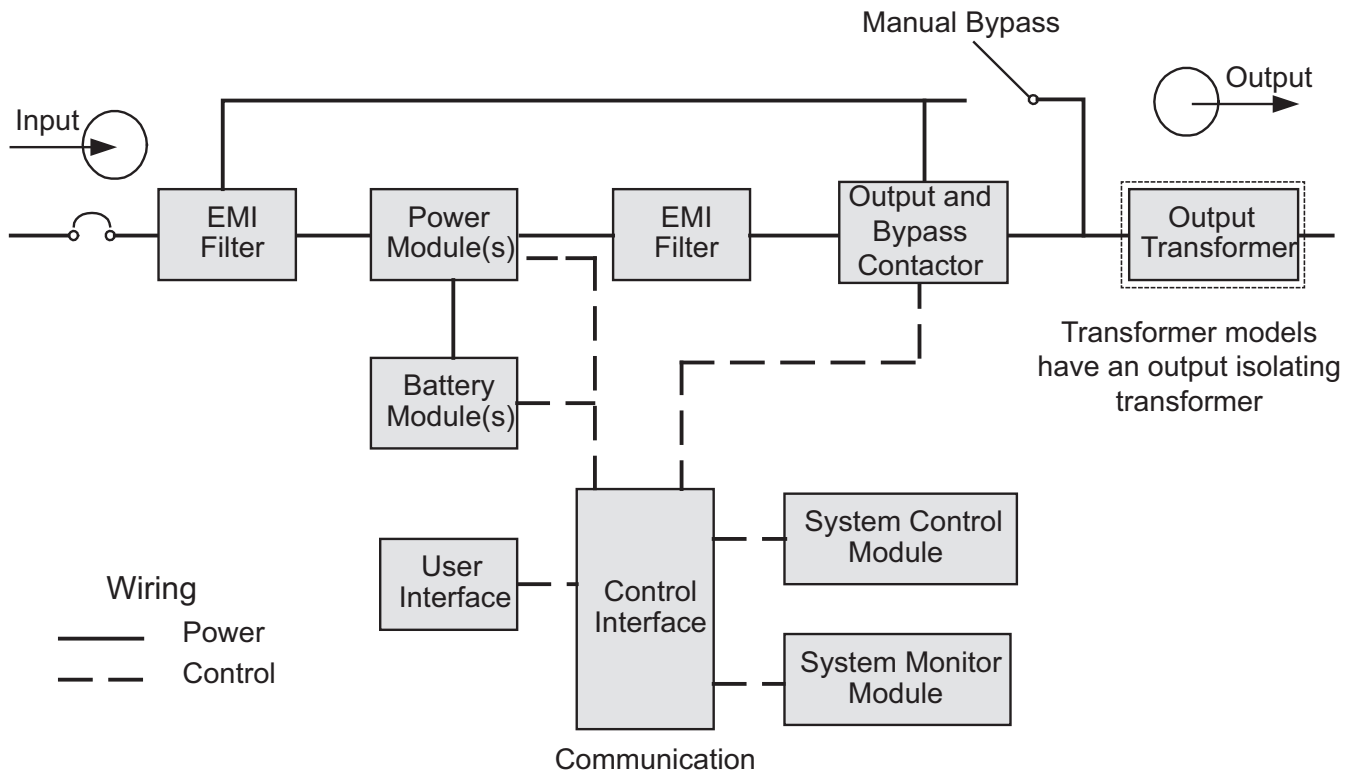 Manual Bypass
Input
Output
EMI
Filter
Power
Module(s)
EMI
Filter
Output and
Bypass
Contactor
Output
Transformer
Transformer models
have an output isolating
transformer
Battery
Module(s)
User
Interface
Control
Interface
System Control
Module
System Monitor
Module
Wiring
Power
Control
Communication